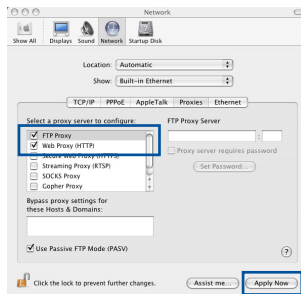 Network
Show All Displays Sound Network Startup Disk
Location: Automatic
Show: Built-in Ethernet
TCP/IP PPPoE AppleTalk Proxies Ethernet
Select a proxy server to configure:
FTP Proxy Server
FTP Proxy
Web Proxy (HTTP)
:
Secure Web Proxy (HTTPS)
Proxy server requires password
Streaming Proxy (RTSP)
Set Password...
SOCKS Proxy
Gopher Proxy
Bypass proxy settings for
these Hosts & Domains:
Use Passive FTP Mode (PASV)
?
Click the lock to prevent further changes.
Assist me...
Apply Now